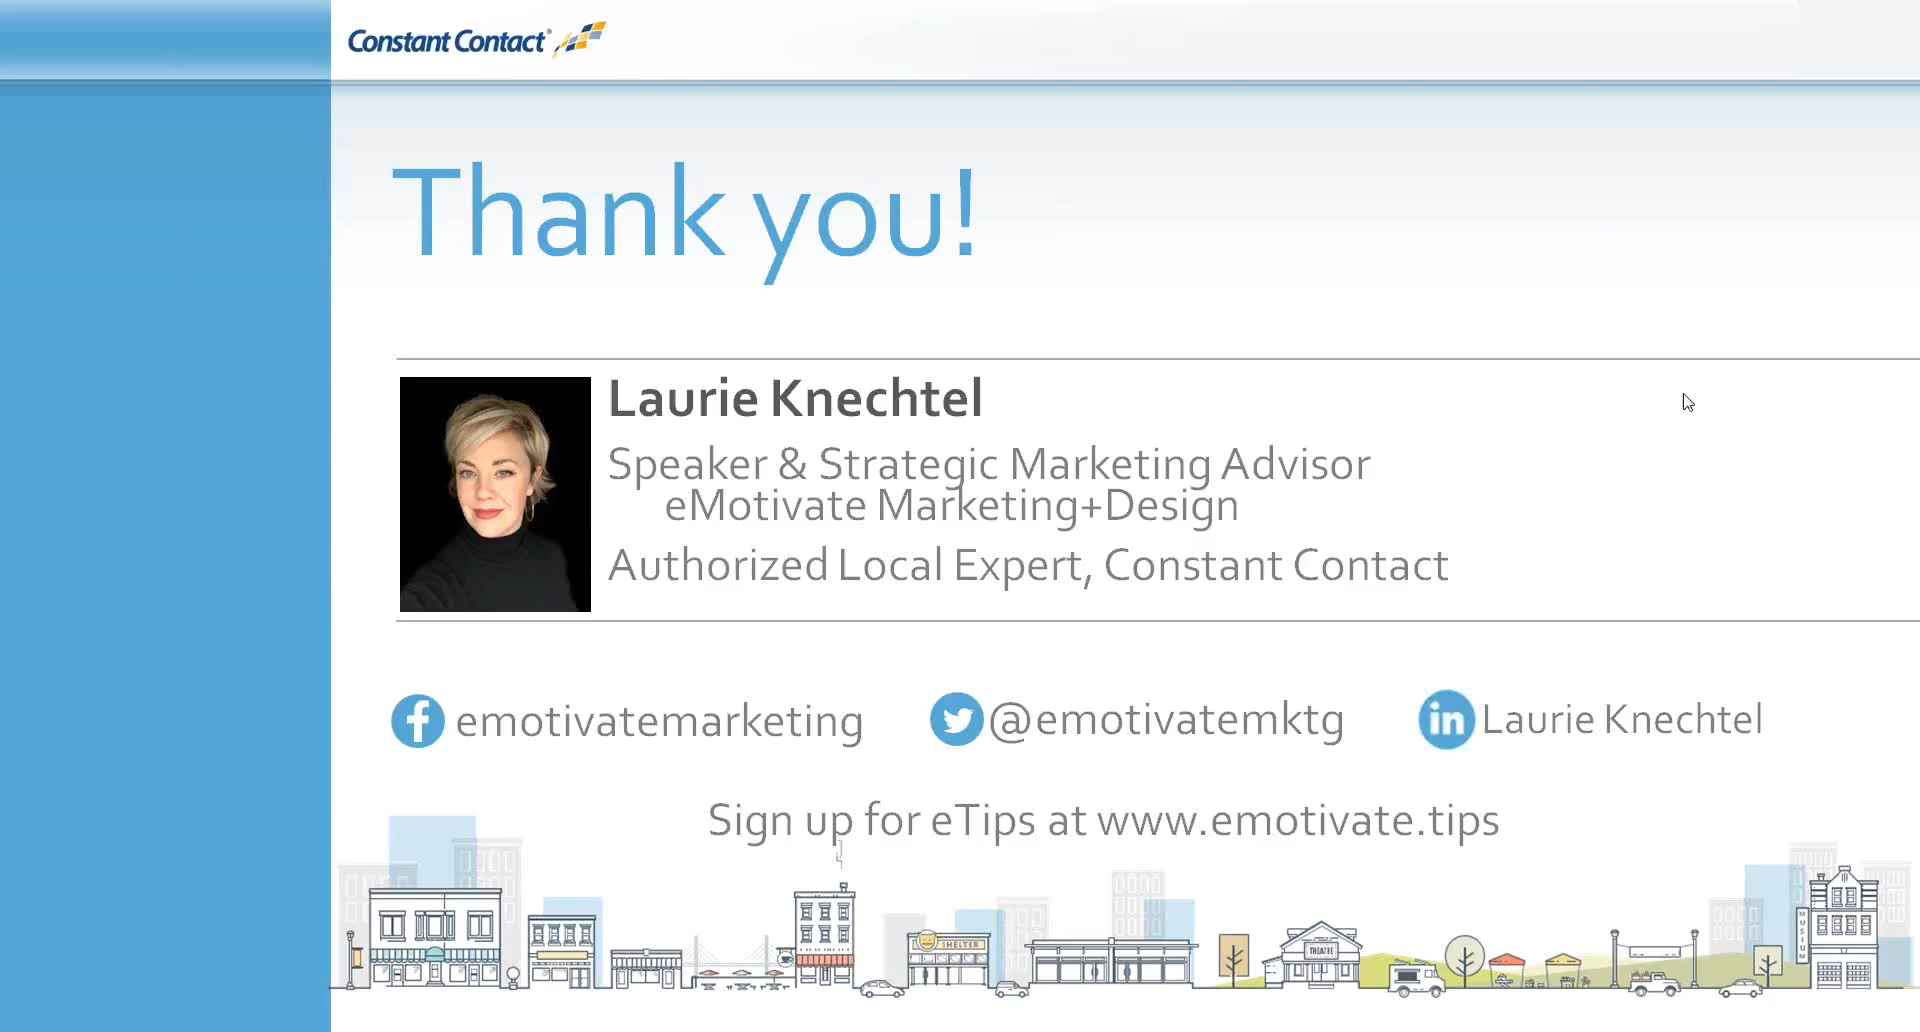 Constant Contact®
Thank you!
Laurie Knechtel
Speaker & Strategic Marketing Advisor
eMotivate Marketing+Design
Authorized Local Expert, Constant Contact
emotivatemarketing
@emotivatemktg
in Laurie Knechtel
Sign up for eTips at www.emotivate.tips
SHELTER
THEATRE
MUSEUM